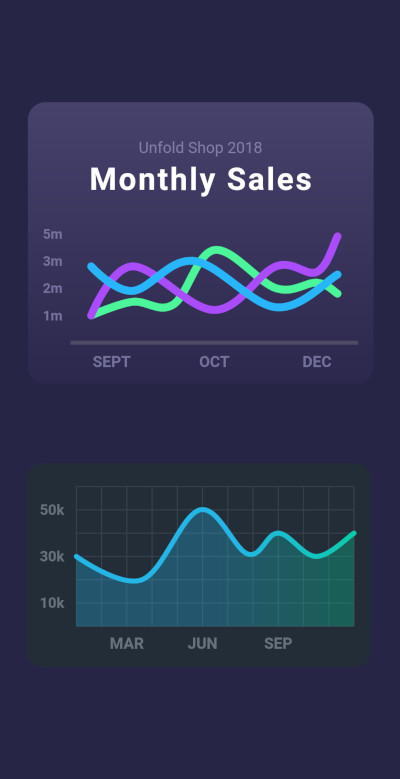 Unfold Shop 2018
Monthly Sales
5m
3m
2m
1m
SEPT OCT DEC
50k
30k
10k
MAR JUN SEP